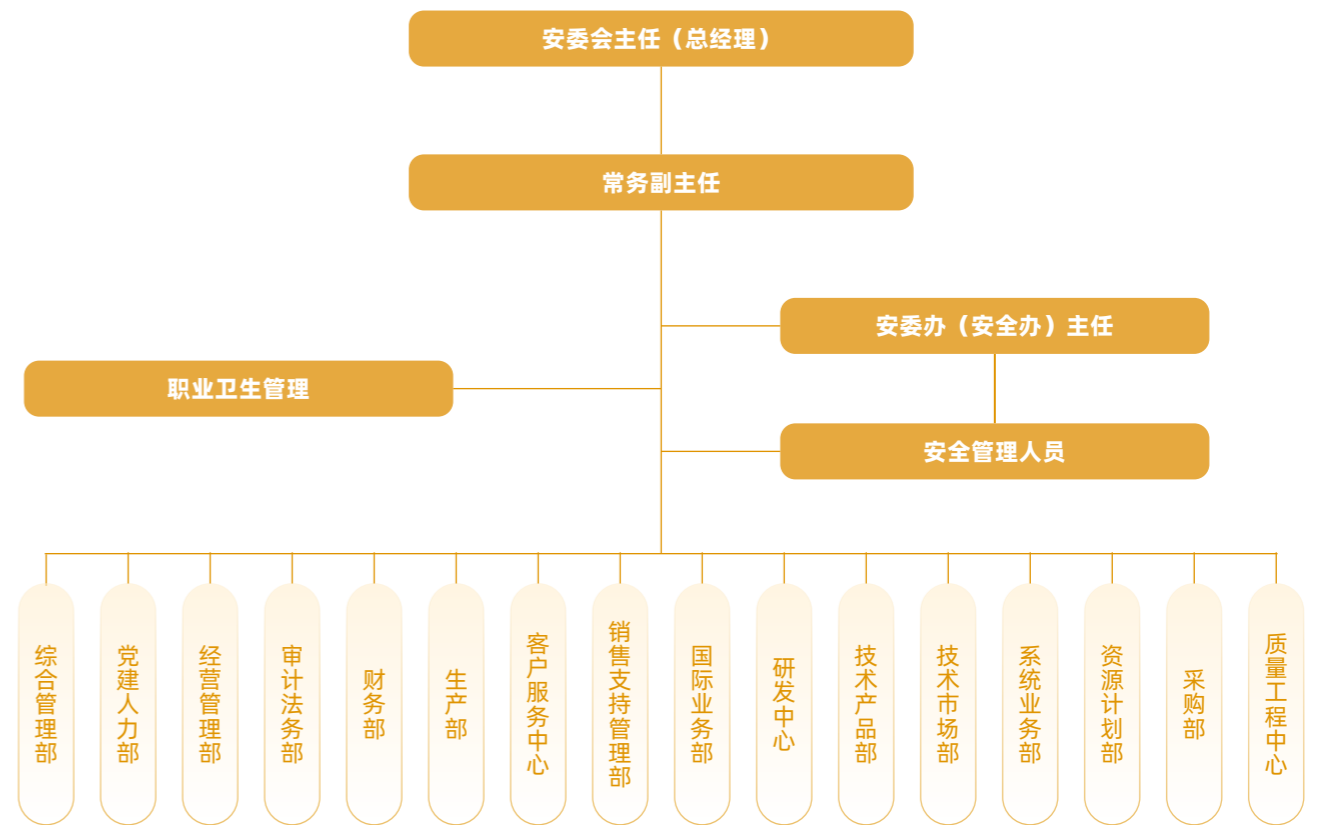 安委会主任（总经理）
常务副主任
安委办（安全办）主任
职业卫生管理
安全管理人员
综合管理部
党建人力部
经营管理部
审计法务部
财务部
生产部
客户服务中心
销售支持管理部
国际业务部
研发中心
技术产品部
技术市场部
系统业务部
资源计划部
采购部
质量工程中心